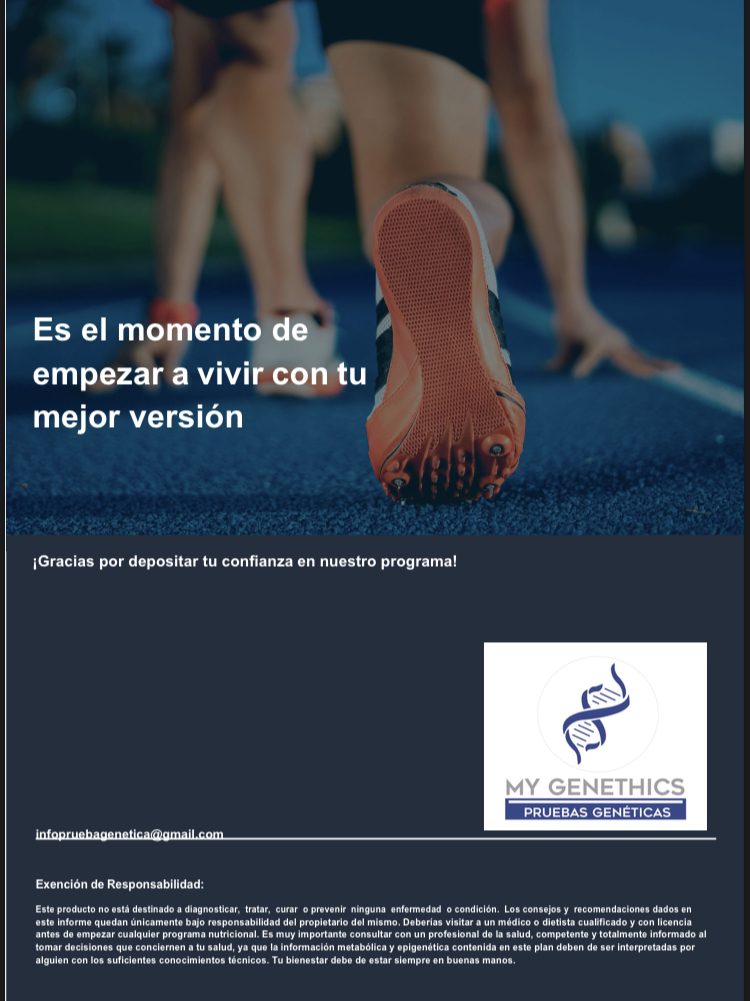 Es el momento de
empezar a vivir con tu
mejor versión
¡Gracias por depositar tu confianza en nuestro programa!
MY GENETHICS
PRUEBAS GENÉTICAS
infopruebagenetica@gmail.com
Exención de Responsabilidad:
Este producto no está destinado a diagnosticar, tratar, curar o prevenir ninguna enfermedad o condición. Los consejos y recomendaciones dados en
este informe quedan únicamente bajo responsabilidad del propietario del mismo. Deberías visitar a un médico o dietista cualificado y con licencia
antes de empezar cualquier programa nutricional. Es muy importante consultar con un profesional de la salud, competente y totalmente informado al
tomar decisiones que conciernen a tu salud, ya que la información metabólica y epigenética contenida en este plan deben de ser interpretadas por
alguien con los suficientes conocimientos técnicos. Tu bienestar debe de estar siempre en buenas manos.